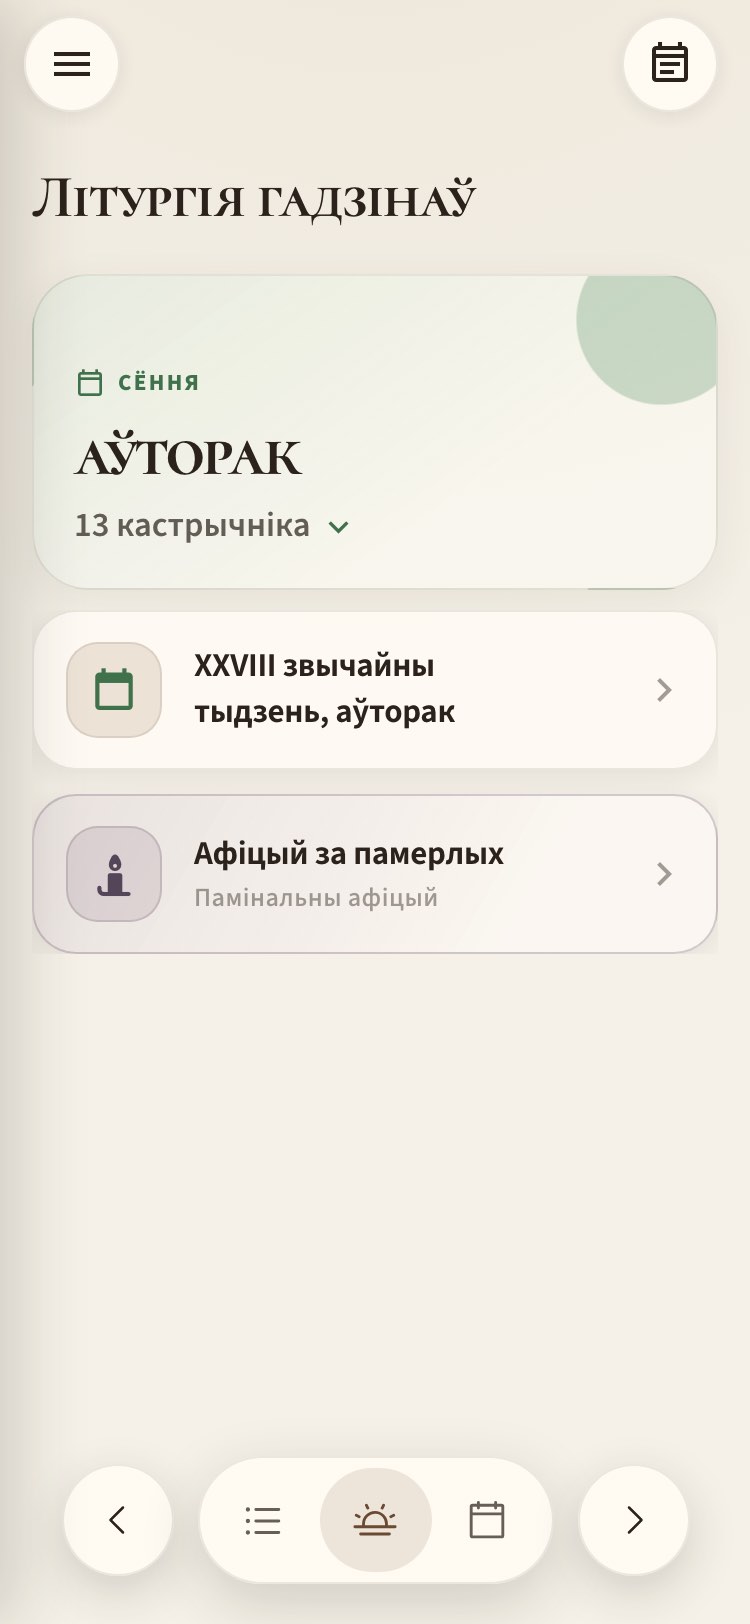 Літургія гадзінаў
СЁННЯ
АЎТОРАК
13 кастрычніка
XXVIII звычайны
тыдзень, аўторак
Афіцый за памерлых
Памінальны афіцый